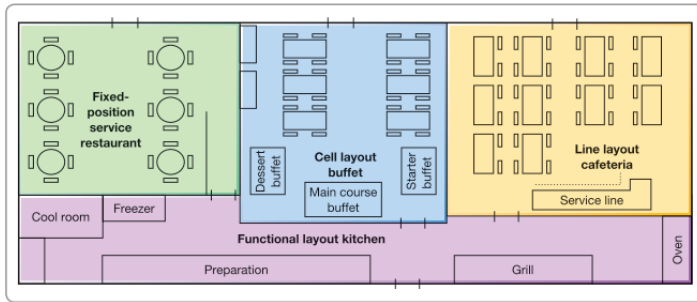 Fixed-
position
service
restaurant
Dessert
buffet
Cell layout
buffet
Main course
buffet
Starter
buffet
Line layout
cafeteria
Service line
Cool room
Freezer
Functional layout kitchen
Preparation
Grill
Oven